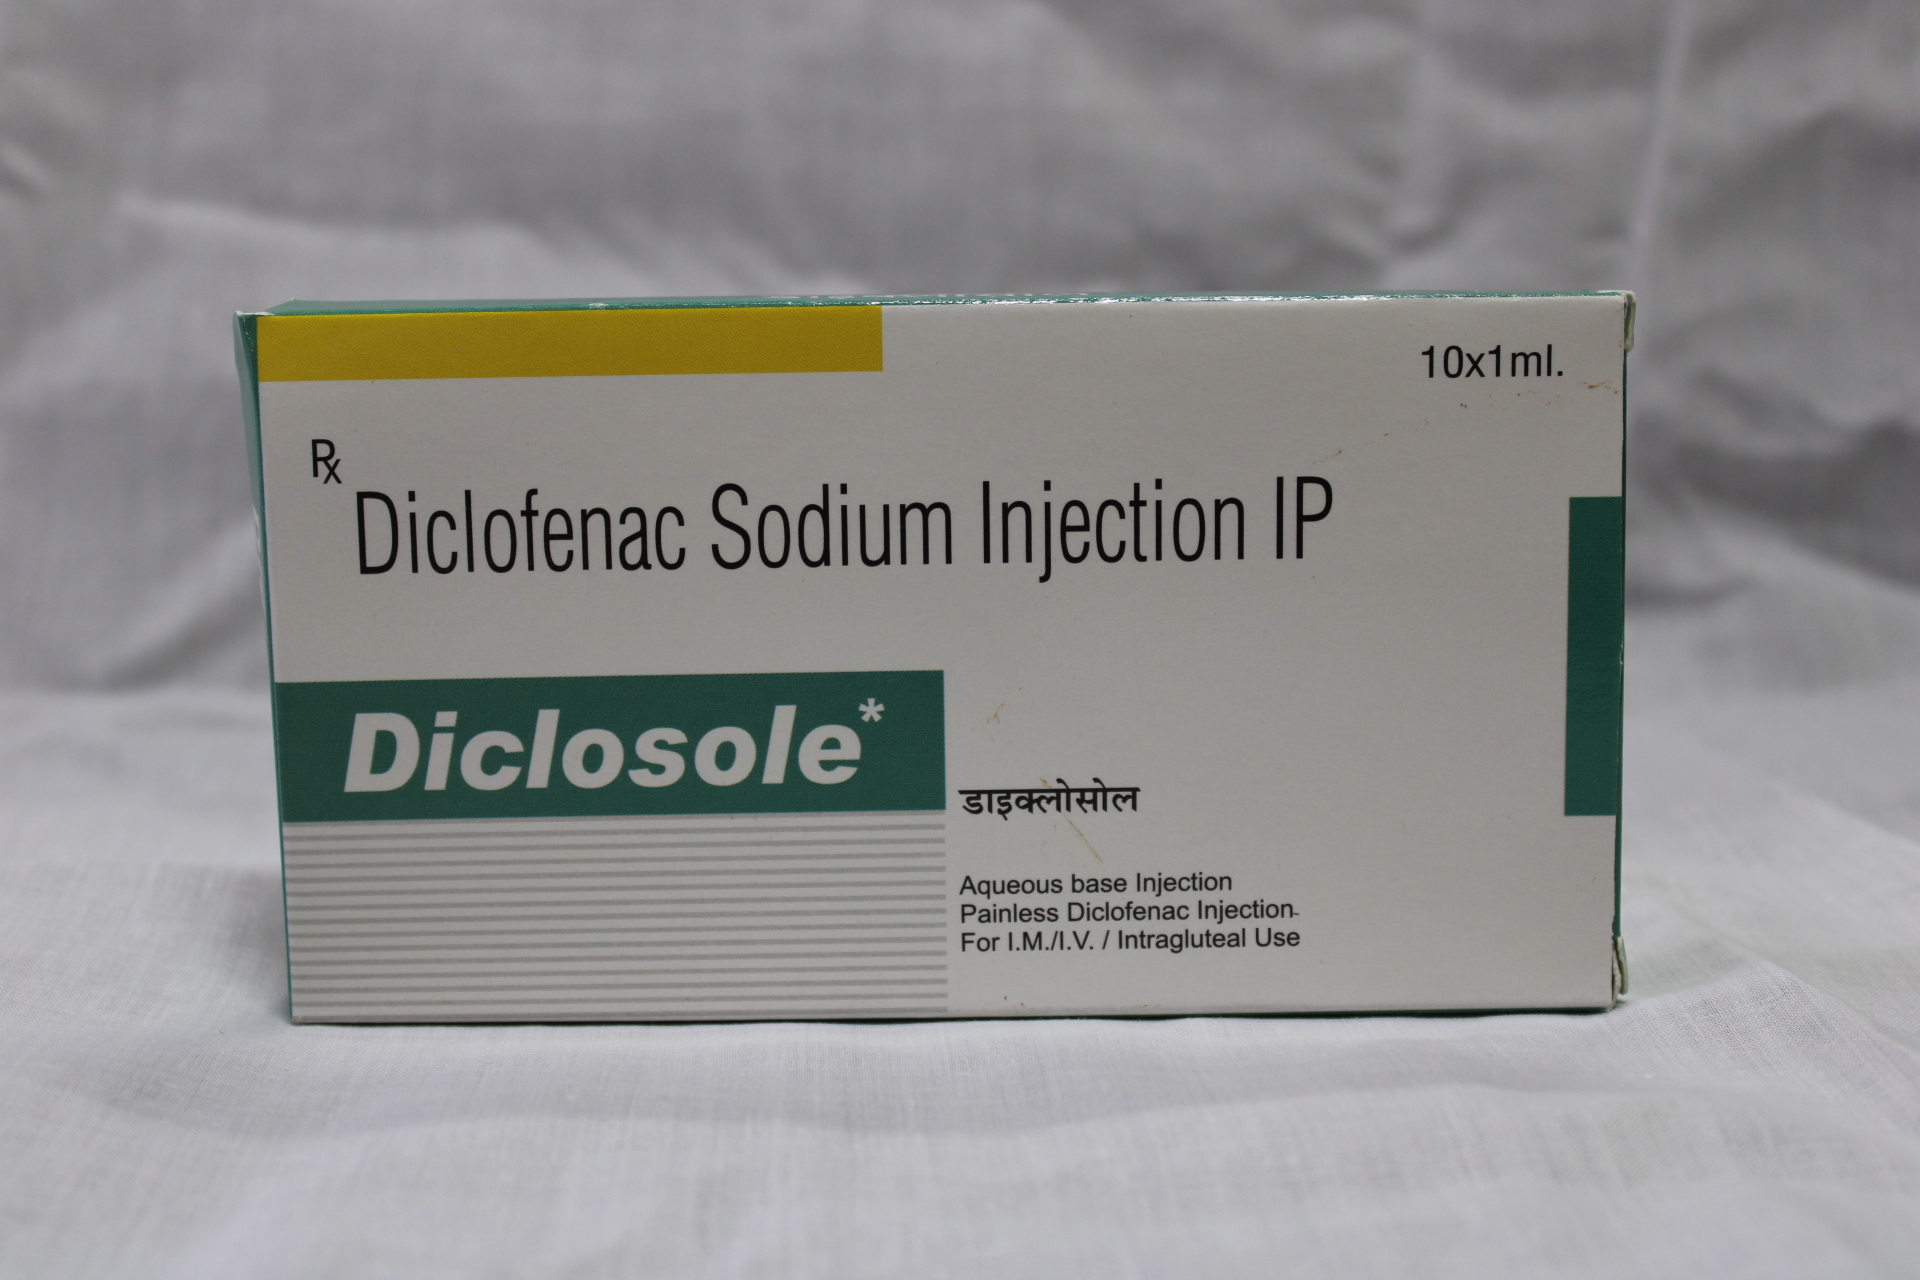 10x1ml.
Rx
Diclofenac Sodium Injection IP
Diclosole*
डाइक्लोसोल
Aqueous base Injection
Painless Diclofenac Injection
For I.M./I.V. / Intragluteal Use